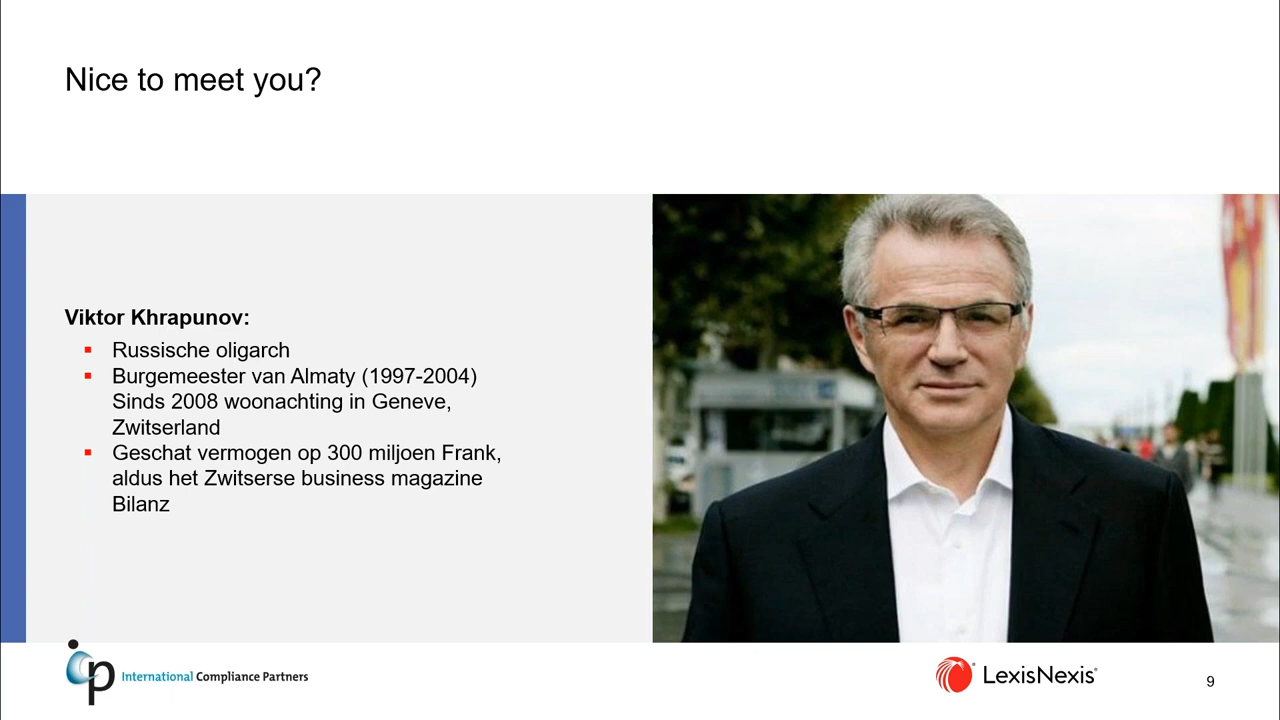 Nice to meet you?
Viktor Khrapunov:
Russische oligarch
Burgemeester van Almaty (1997-2004)
Sinds 2008 woonachting in Geneve,
Zwitserland
Geschat vermogen op 300 miljoen Frank,
aldus het Zwitserse business magazine
Bilanz
icp International Compliance Partners
LexisNexis®
9